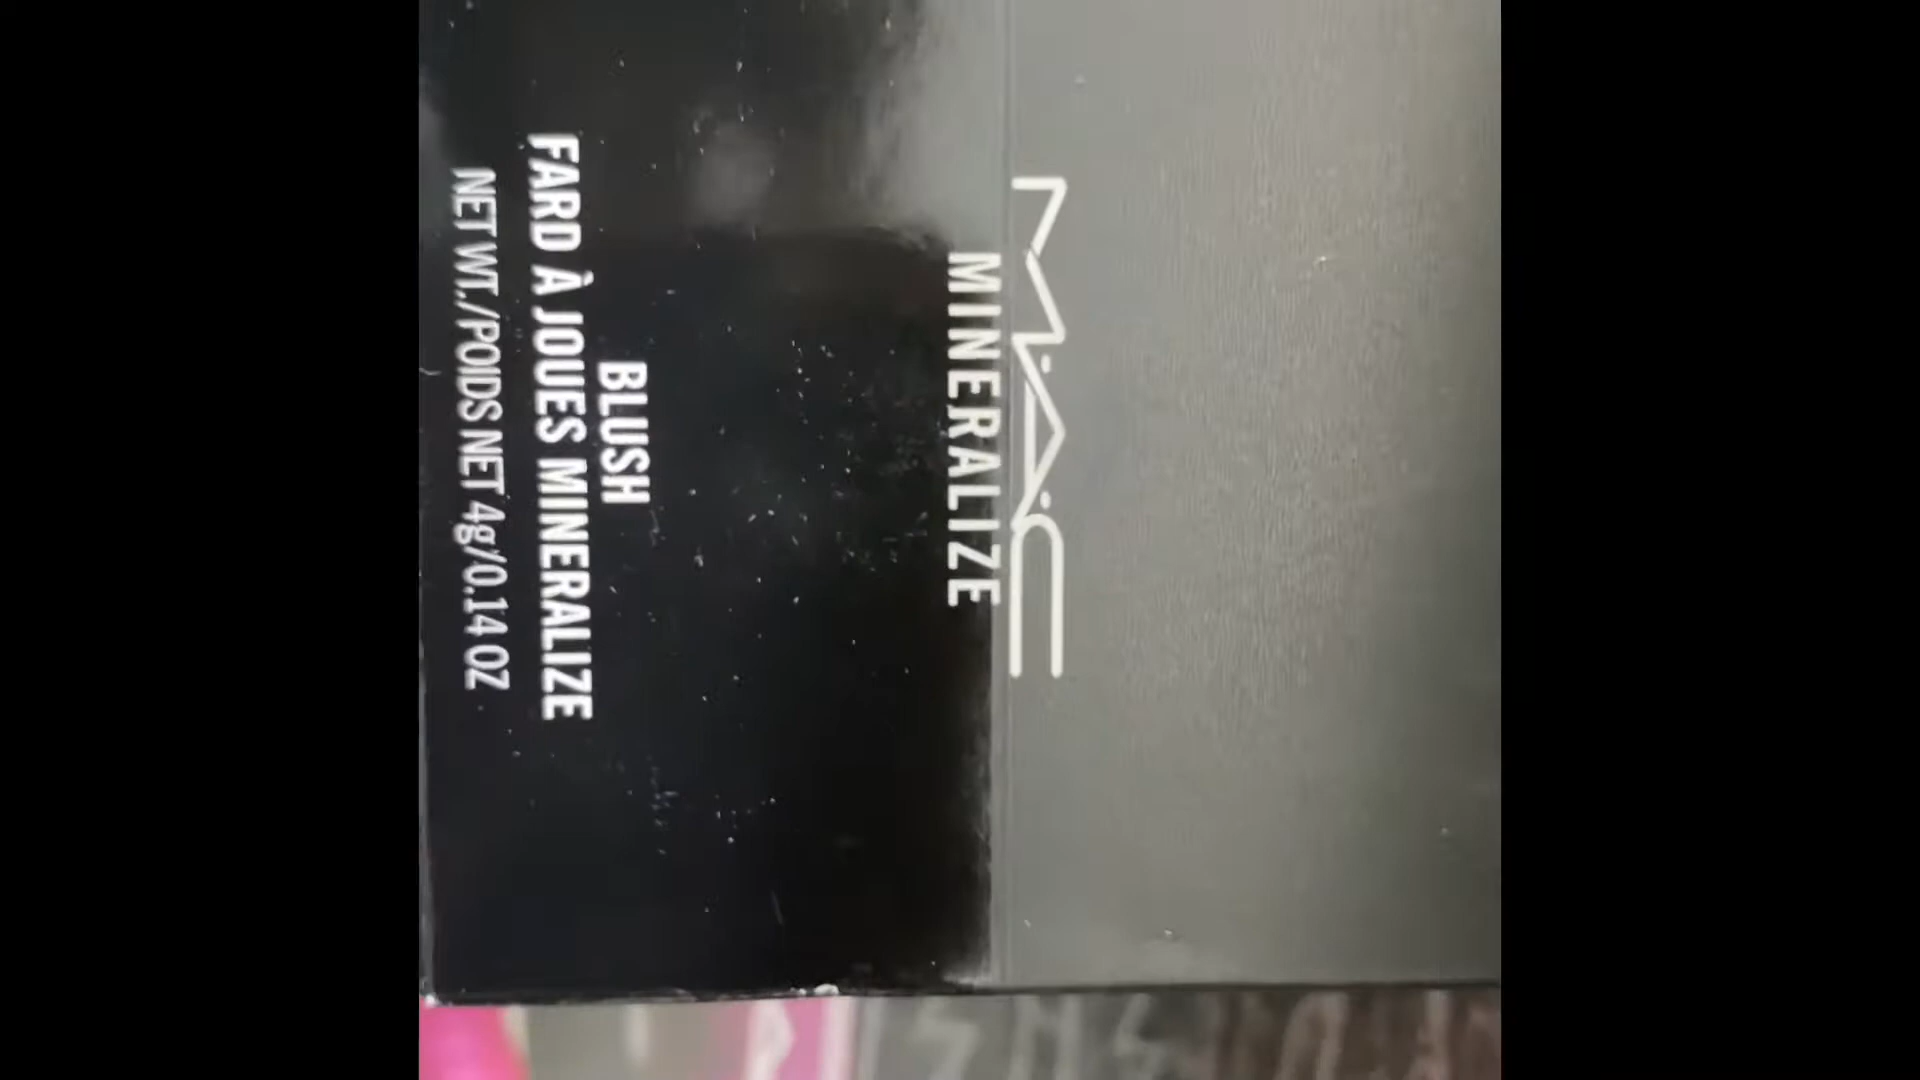 M·A·C
MINERALIZE
BLUSH
FARD À JOUES MINERALIZE
NET WT./POIDS NET 4g/0.14 OZ